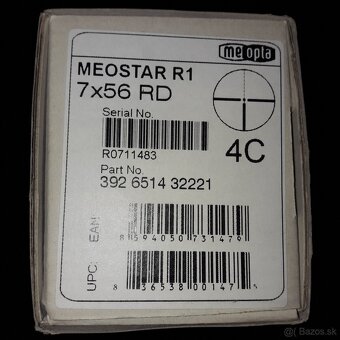 meopta
MEOSTAR R1
7x56 RD
Serial No.
R0711483
4C
Part No.
392 6514 32221
EAN:
8 594050 731479
UPC:
8 36538 00147 5
© Bazos.sk